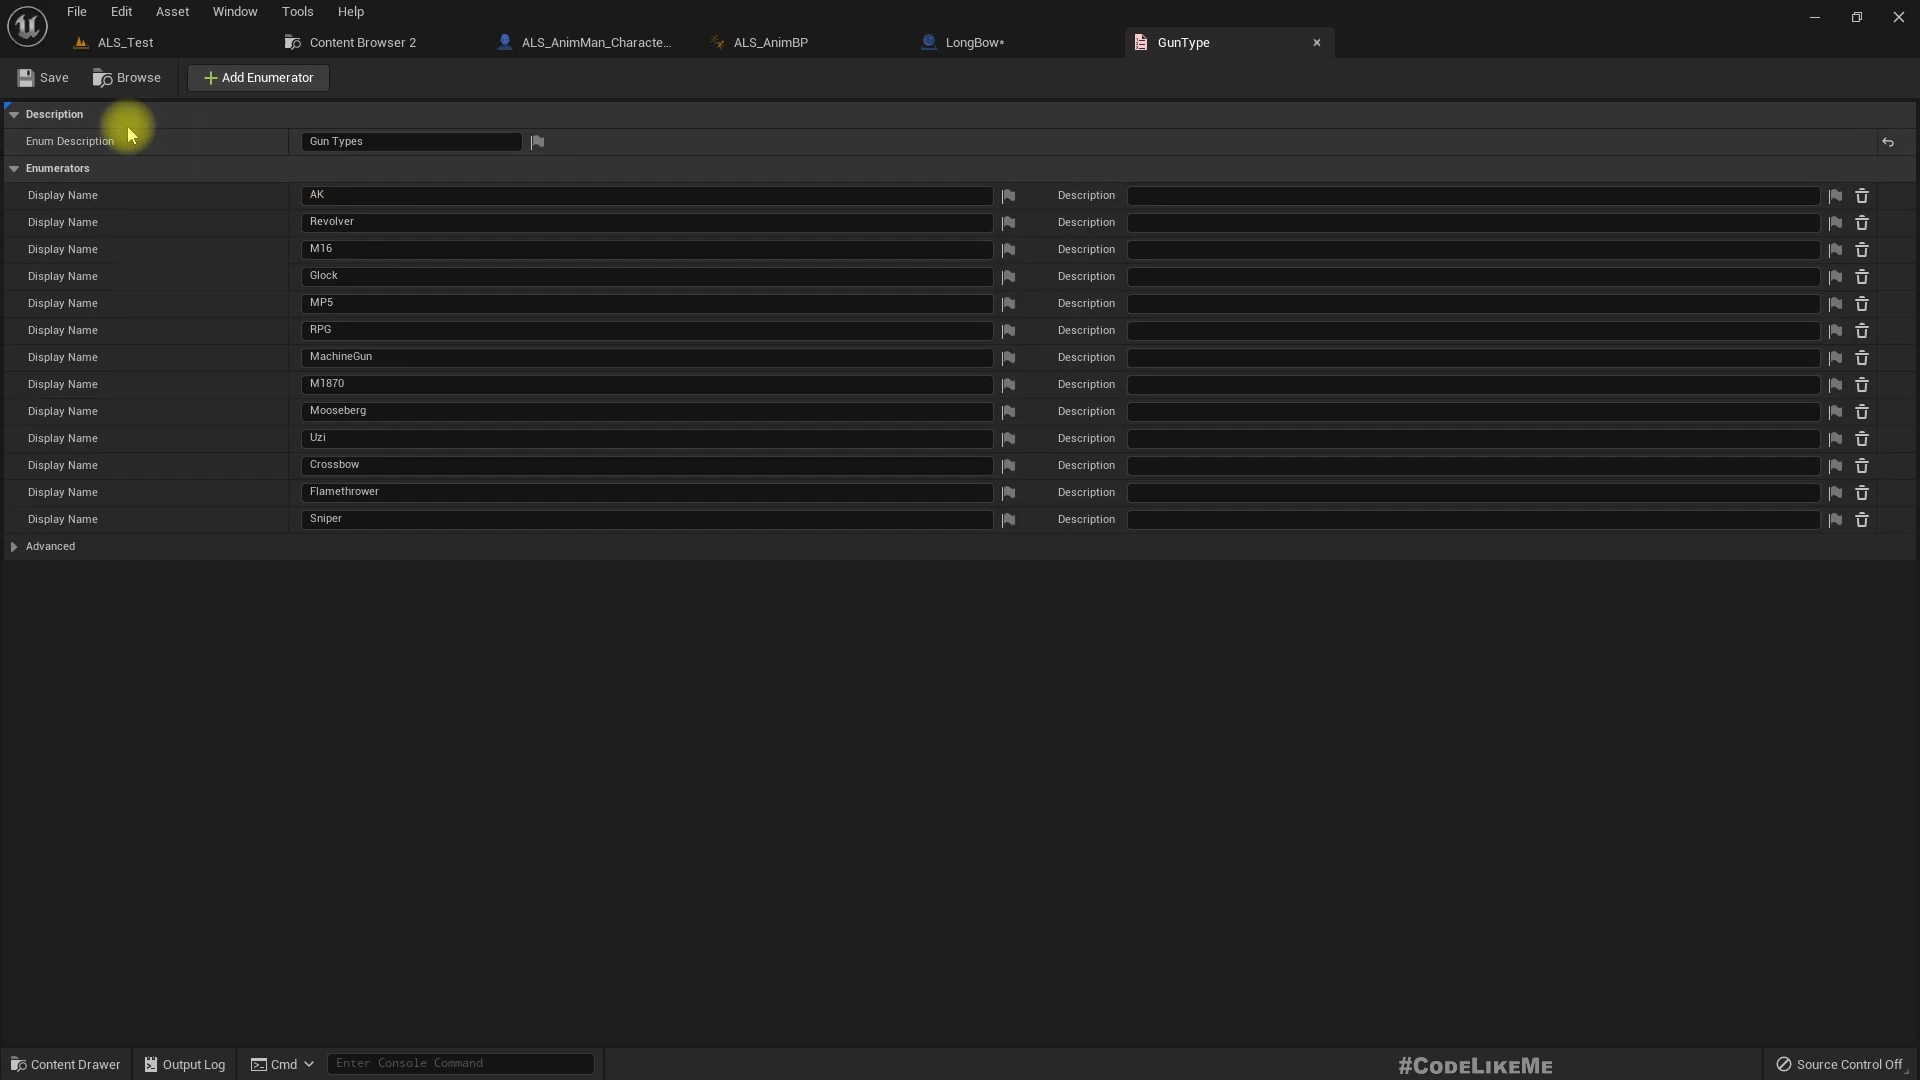 File Edit Asset Window Tools Help
ALS_Test Content Browser 2 ALS_AnimMan_Characte... ALS_AnimBP LongBow* GunType
Save Browse Add Enumerator
Description
Enum Description Gun Types
Enumerators
Display Name AK Description
Display Name Revolver Description
Display Name M16 Description
Display Name Glock Description
Display Name MP5 Description
Display Name RPG Description
Display Name MachineGun Description
Display Name M1870 Description
Display Name Mooseberg Description
Display Name Uzi Description
Display Name Crossbow Description
Display Name Flamethrower Description
Display Name Sniper Description
Advanced
Content Drawer Output Log Cmd Enter Console Command #CodeLikeMe Source Control Off